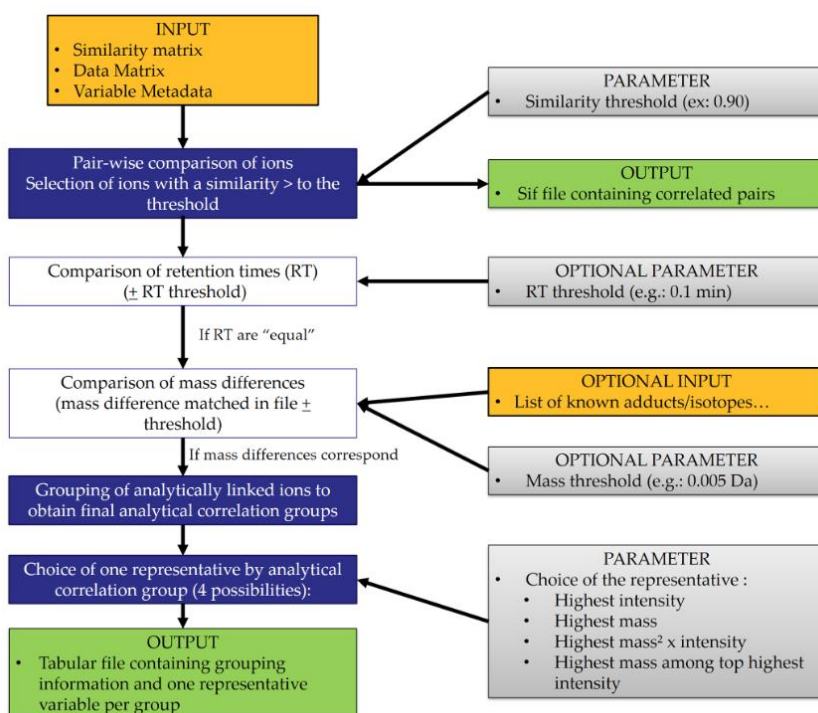 INPUT
• Similarity matrix
• Data Matrix
• Variable Metadata
PARAMETER
• Similarity threshold (ex: 0.90)
Pair-wise comparison of ions
Selection of ions with a similarity > to the
threshold
OUTPUT
• Sif file containing correlated pairs
Comparison of retention times (RT)
(± RT threshold)
OPTIONAL PARAMETER
• RT threshold (e.g.: 0.1 min)
If RT are “equal”
Comparison of mass differences
(mass difference matched in file ±
threshold)
OPTIONAL INPUT
• List of known adducts/isotopes…
If mass differences correspond
OPTIONAL PARAMETER
• Mass threshold (e.g.: 0.005 Da)
Grouping of analytically linked ions to
obtain final analytical correlation groups
Choice of one representative by analytical
correlation group (4 possibilities):
PARAMETER
• Choice of the representative :
• Highest intensity
• Highest mass
• Highest mass² x intensity
• Highest mass among top highest
intensity
OUTPUT
• Tabular file containing grouping
information and one representative
variable per group